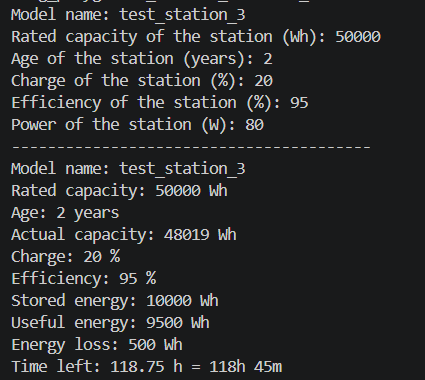 Model name: test_station_3
Rated capacity of the station (Wh): 50000
Age of the station (years): 2
Charge of the station (%): 20
Efficiency of the station (%): 95
Power of the station (W): 80
----------------------------------------
Model name: test_station_3
Rated capacity: 50000 Wh
Age: 2 years
Actual capacity: 48019 Wh
Charge: 20 %
Efficiency: 95 %
Stored energy: 10000 Wh
Useful energy: 9500 Wh
Energy loss: 500 Wh
Time left: 118.75 h = 118h 45m